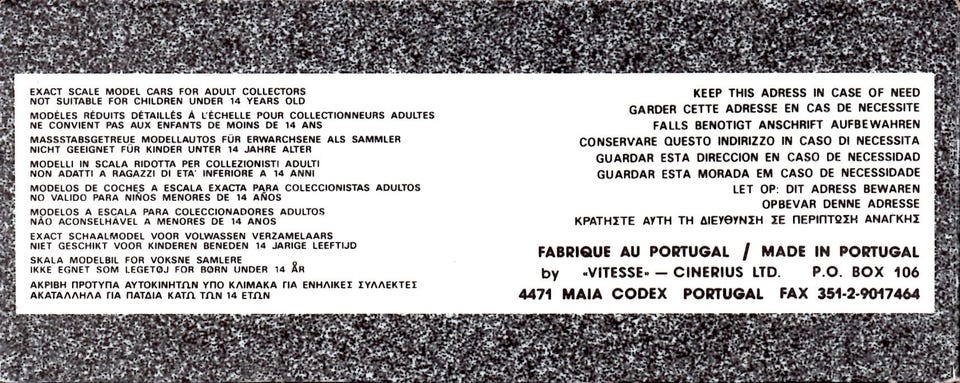 EXACT SCALE MODEL CARS FOR ADULT COLLECTORS
NOT SUITABLE FOR CHILDREN UNDER 14 YEARS OLD
MODÈLES RÉDUITS DÉTAILLÉS À L'ÉCHELLE POUR COLLECTIONNEURS ADULTES
NE CONVIENT PAS AUX ENFANTS DE MOINS DE 14 ANS
MASSSTABSGETREUE MODELLAUTOS FÜR ERWARCHSENE ALS SAMMLER
NICHT GEEIGNET FÜR KINDER UNTER 14 JAHRE ALTER
MODELLI IN SCALA RIDOTTA PER COLLEZIONISTI ADULTI
NON ADATTI A RAGAZZI DI ETA' INFERIORE A 14 ANNI
MODELOS DE COCHES A ESCALA EXACTA PARA COLECCIONISTAS ADULTOS
NO VALIDO PARA NIÑOS MENORES DE 14 AÑOS
MODELOS A ESCALA PARA COLECCIONADORES ADULTOS
NÃO ACONSELHÁVEL A MENORES DE 14 ANOS
EXACT SCHAALMODEL VOOR VOLWASSEN VERZAMELAARS
NIET GESCHIKT VOOR KINDEREN BENEDEN 14 JARIGE LEEFTIJD
SKALA MODELBIL FOR VOKSNE SAMLERE
IKKE EGNET SOM LEGETØJ FOR BØRN UNDER 14 ÅR
ΑΚΡΙΒΗ ΠΡΟΤΥΠΑ ΑΥΤΟΚΙΝΗΤΩΝ ΥΠΟ ΚΛΙΜΑΚΑ ΓΙΑ ΕΝΗΛΙΚΕΣ ΣΥΛΛΕΚΤΕΣ
ΑΚΑΤΑΛΛΗΛΑ ΓΙΑ ΠΑΤΔΙΑ ΚΑΤΩ ΤΩΝ 14 ΕΤΩΝ
KEEP THIS ADRESS IN CASE OF NEED
GARDER CETTE ADRESSE EN CAS DE NECESSITE
FALLS BENOTIGT ANSCHRIFT AUFBEWAHREN
CONSERVARE QUESTO INDIRIZZO IN CASO DI NECESSITA
GUARDAR ESTA DIRECCION EN CASO DE NECESSIDAD
GUARDAR ESTA MORADA EM CASO DE NECESSIDADE
LET OP: DIT ADRESS BEWAREN
OPBEVAR DENNE ADRESSE
ΚΡΑΤΗΣΤΕ ΑΥΤΗ ΤΗ ΔΙΕΥΘΥΝΣΗ ΣΕ ΠΕΡΙΠΤΩΣΗ ΑΝΑΓΚΗΣ
FABRIQUE AU PORTUGAL / MADE IN PORTUGAL
by «VITESSE» — CINERIUS LTD. P.O. BOX 106
4471 MAIA CODEX PORTUGAL FAX 351-2-9017464